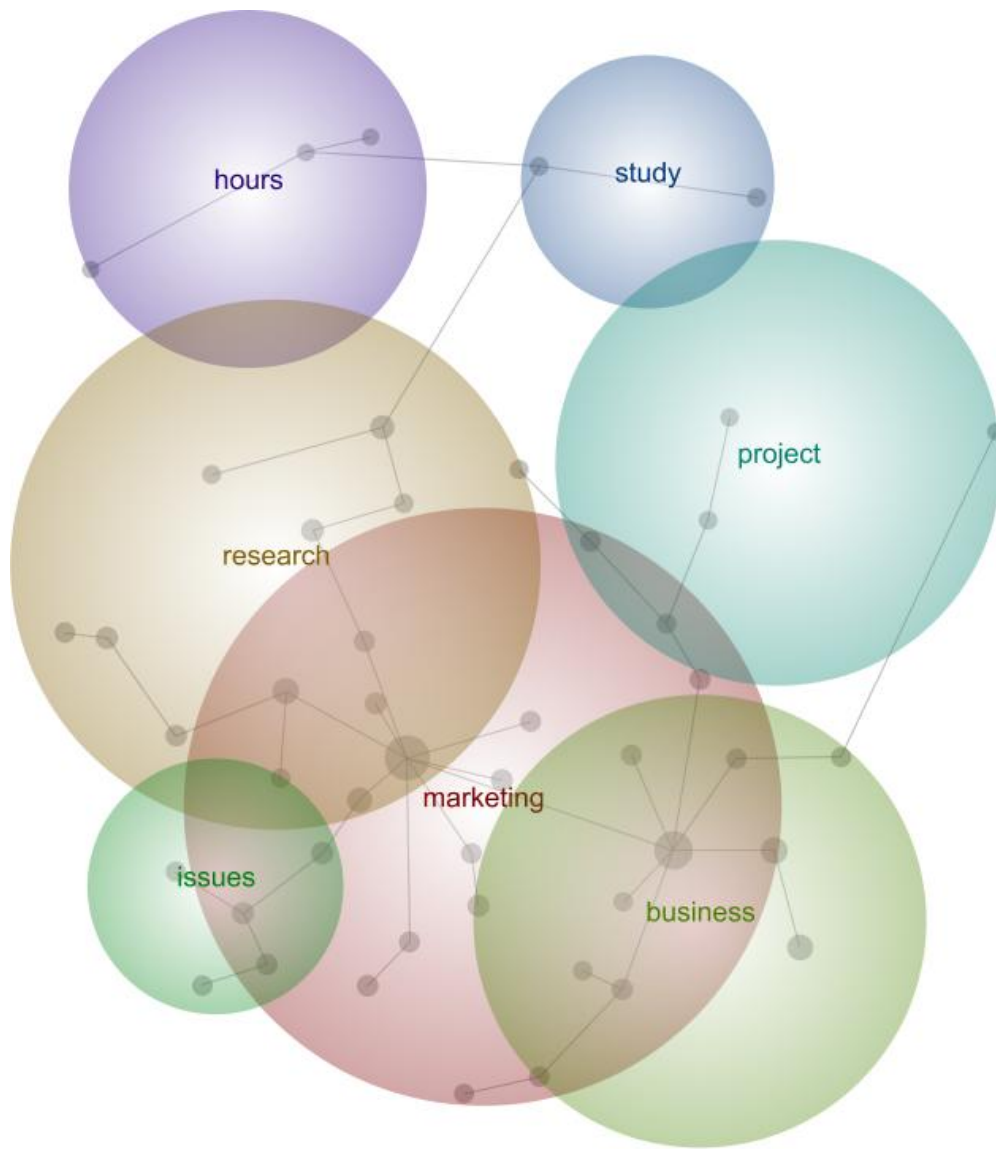 hours
study
project
research
marketing
issues
business